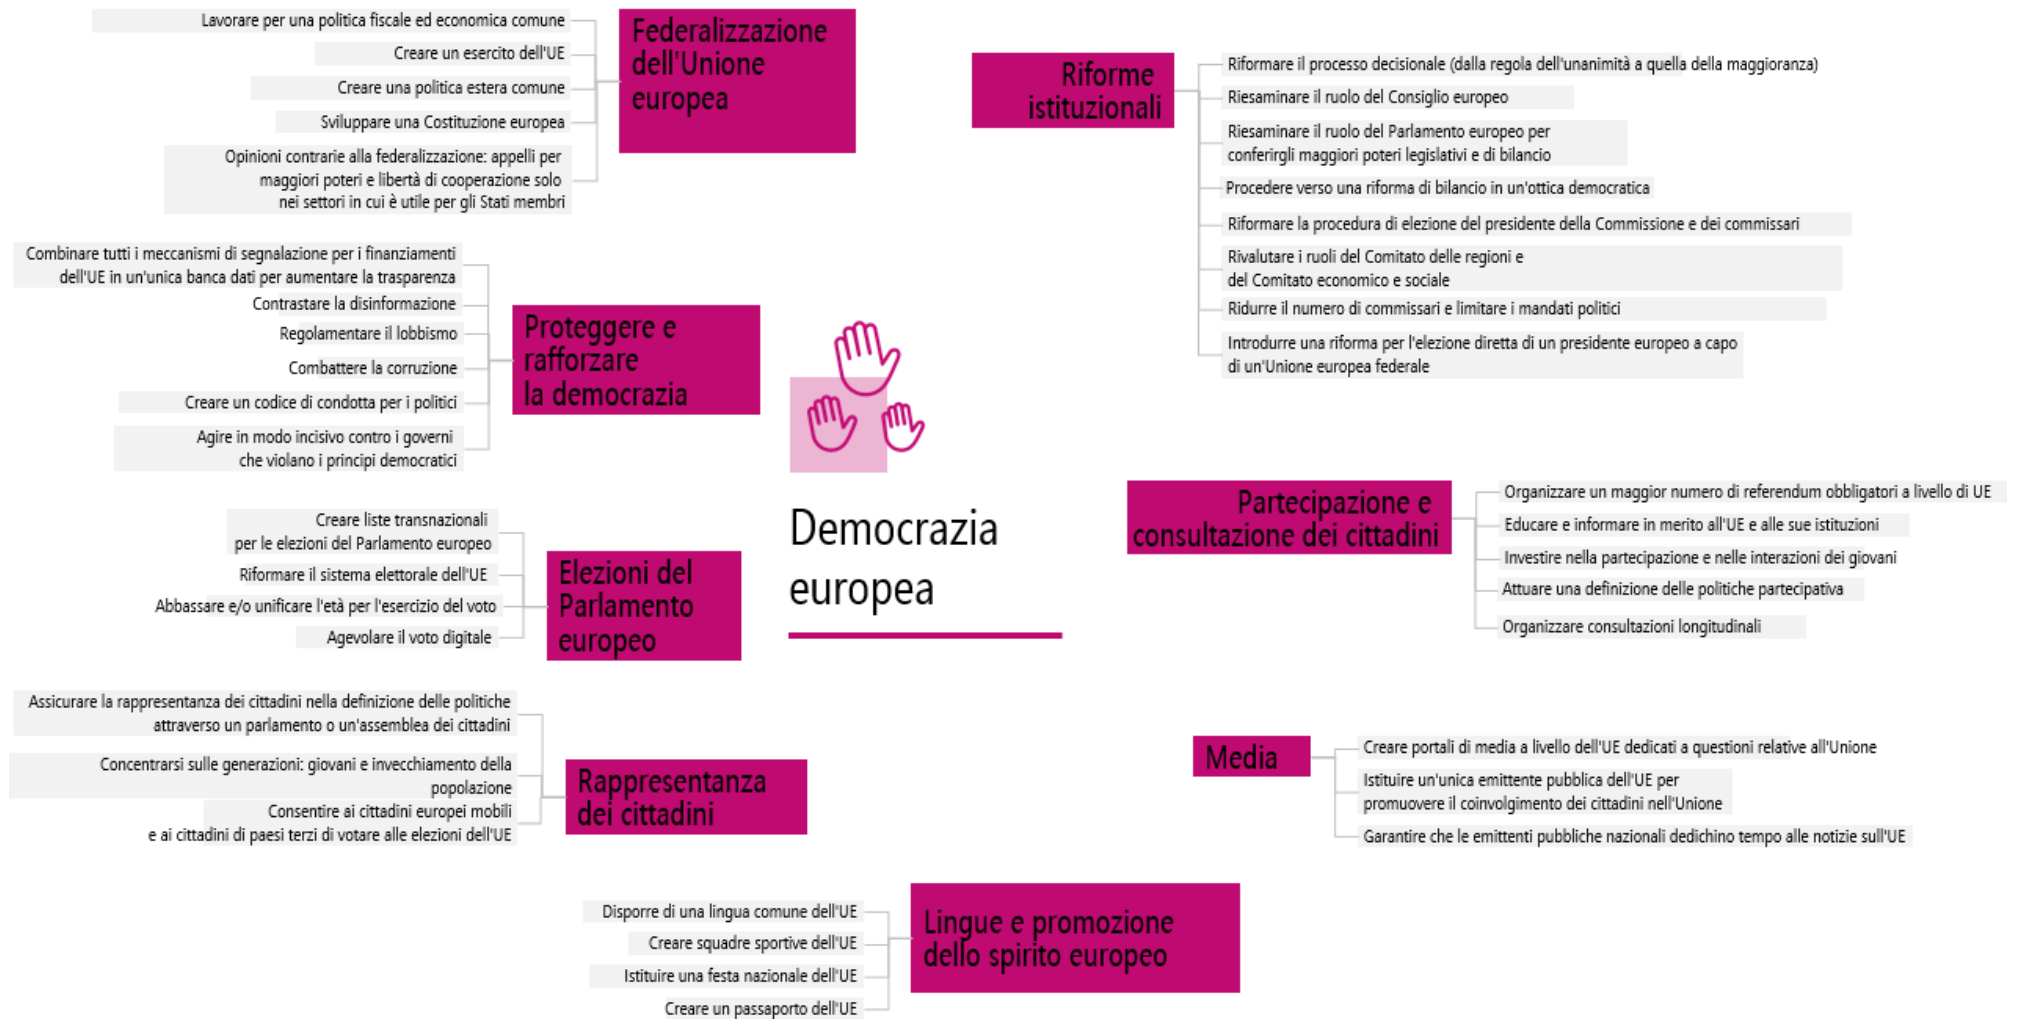 Federalizzazione
dell'Unione
europea
Lavorare per una politica fiscale ed economica comune
Creare un esercito dell'UE
Creare una politica estera comune
Sviluppare una Costituzione europea
Opinioni contrarie alla federalizzazione: appelli per
maggiori poteri e libertà di cooperazione solo
nei settori in cui è utile per gli Stati membri
Proteggere e
rafforzare
la democrazia
Combinare tutti i meccanismi di segnalazione per i finanziamenti
dell'UE in un'unica banca dati per aumentare la trasparenza
Contrastare la disinformazione
Regolamentare il lobbismo
Combattere la corruzione
Creare un codice di condotta per i politici
Agire in modo incisivo contro i governi
che violano i principi democratici
Elezioni del
Parlamento
europeo
Creare liste transnazionali
per le elezioni del Parlamento europeo
Riformare il sistema elettorale dell'UE
Abbassare e/o unificare l'età per l'esercizio del voto
Agevolare il voto digitale
Rappresentanza
dei cittadini
Assicurare la rappresentanza dei cittadini nella definizione delle politiche
attraverso un parlamento o un'assemblea dei cittadini
Concentrarsi sulle generazioni: giovani e invecchiamento della
popolazione
Consentire ai cittadini europei mobili
e ai cittadini di paesi terzi di votare alle elezioni dell'UE
Democrazia
europea
Riforme
istituzionali
Riformare il processo decisionale (dalla regola dell'unanimità a quella della maggioranza)
Riesaminare il ruolo del Consiglio europeo
Riesaminare il ruolo del Parlamento europeo per
conferirgli maggiori poteri legislativi e di bilancio
Procedere verso una riforma di bilancio in un'ottica democratica
Riformare la procedura di elezione del presidente della Commissione e dei commissari
Rivalutare i ruoli del Comitato delle regioni e
del Comitato economico e sociale
Ridurre il numero di commissari e limitare i mandati politici
Introdurre una riforma per l'elezione diretta di un presidente europeo a capo
di un'Unione europea federale
Partecipazione e
consultazione dei cittadini
Organizzare un maggior numero di referendum obbligatori a livello di UE
Educare e informare in merito all'UE e alle sue istituzioni
Investire nella partecipazione e nelle interazioni dei giovani
Attuare una definizione delle politiche partecipativa
Organizzare consultazioni longitudinali
Media
Creare portali di media a livello dell'UE dedicati a questioni relative all'Unione
Istituire un'unica emittente pubblica dell'UE per
promuovere il coinvolgimento dei cittadini nell'Unione
Garantire che le emittenti pubbliche nazionali dedichino tempo alle notizie sull'UE
Lingue e promozione
dello spirito europeo
Disporre di una lingua comune dell'UE
Creare squadre sportive dell'UE
Istituire una festa nazionale dell'UE
Creare un passaporto dell'UE